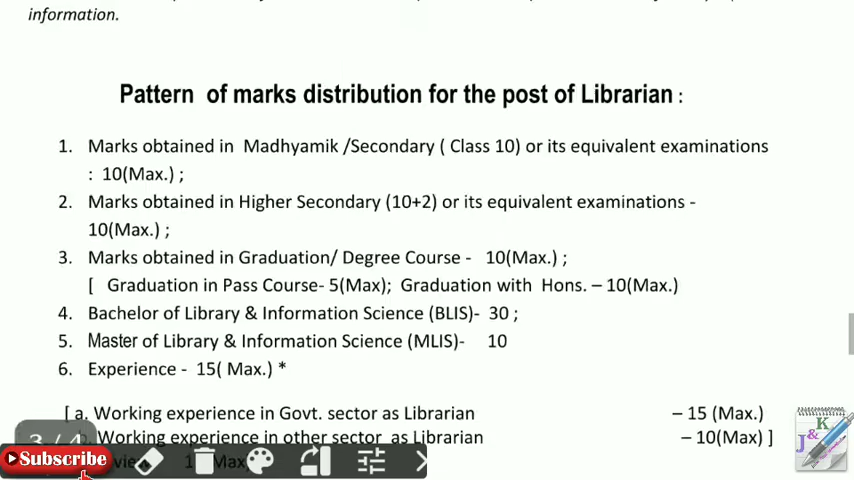 information.
Pattern of marks distribution for the post of Librarian :
1. Marks obtained in Madhyamik /Secondary ( Class 10) or its equivalent examinations
: 10(Max.) ;
2. Marks obtained in Higher Secondary (10+2) or its equivalent examinations -
10(Max.) ;
3. Marks obtained in Graduation/ Degree Course - 10(Max.) ;
[ Graduation in Pass Course- 5(Max); Graduation with Hons. – 10(Max.)
4. Bachelor of Library & Information Science (BLIS)- 30 ;
5. Master of Library & Information Science (MLIS)- 10
6. Experience - 15( Max.) *
[ a. Working experience in Govt. sector as Librarian – 15 (Max.)
Working experience in other sector as Librarian – 10(Max) ]
3 / 4
Subscribe
J&K